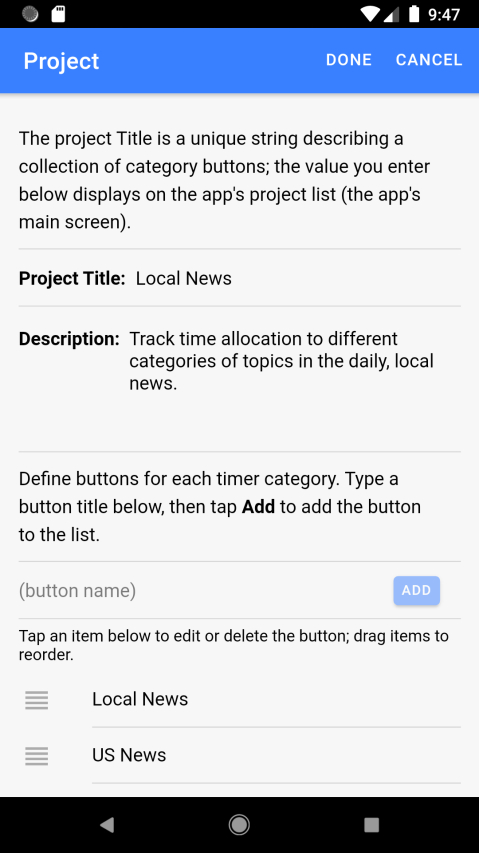 9:47
Project
DONE CANCEL
The project Title is a unique string describing a
collection of category buttons; the value you enter
below displays on the app's project list (the app's
main screen).
Project Title: Local News
Description: Track time allocation to different
categories of topics in the daily, local
news.
Define buttons for each timer category. Type a
button title below, then tap Add to add the button
to the list.
(button name) ADD
Tap an item below to edit or delete the button; drag items to
reorder.
Local News
US News